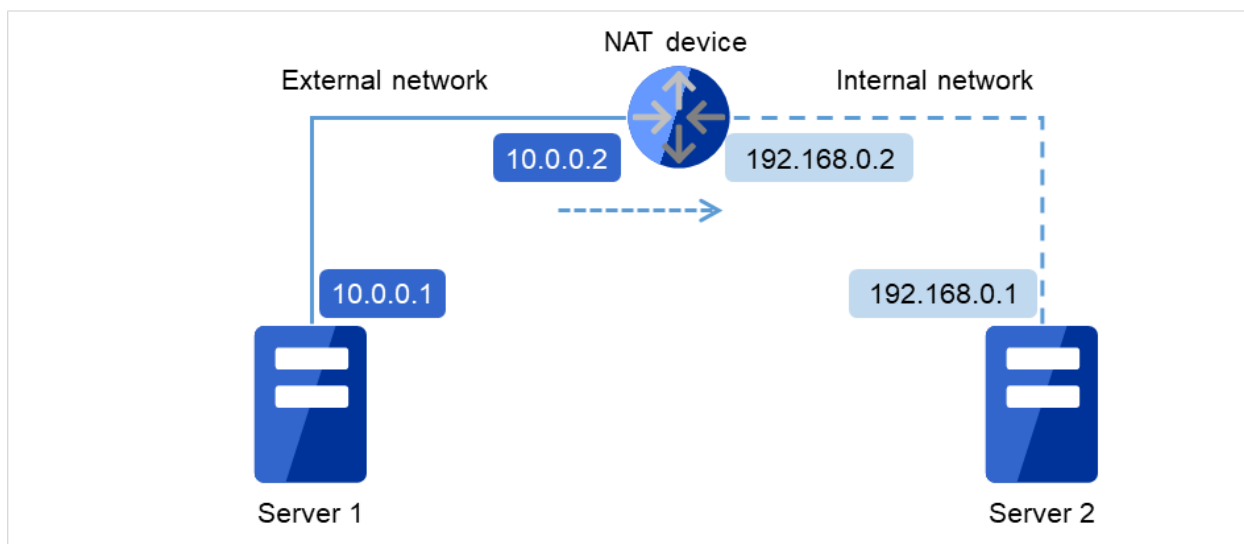 NAT device
External network
Internal network
10.0.0.2
192.168.0.2
10.0.0.1
192.168.0.1
Server 1
Server 2